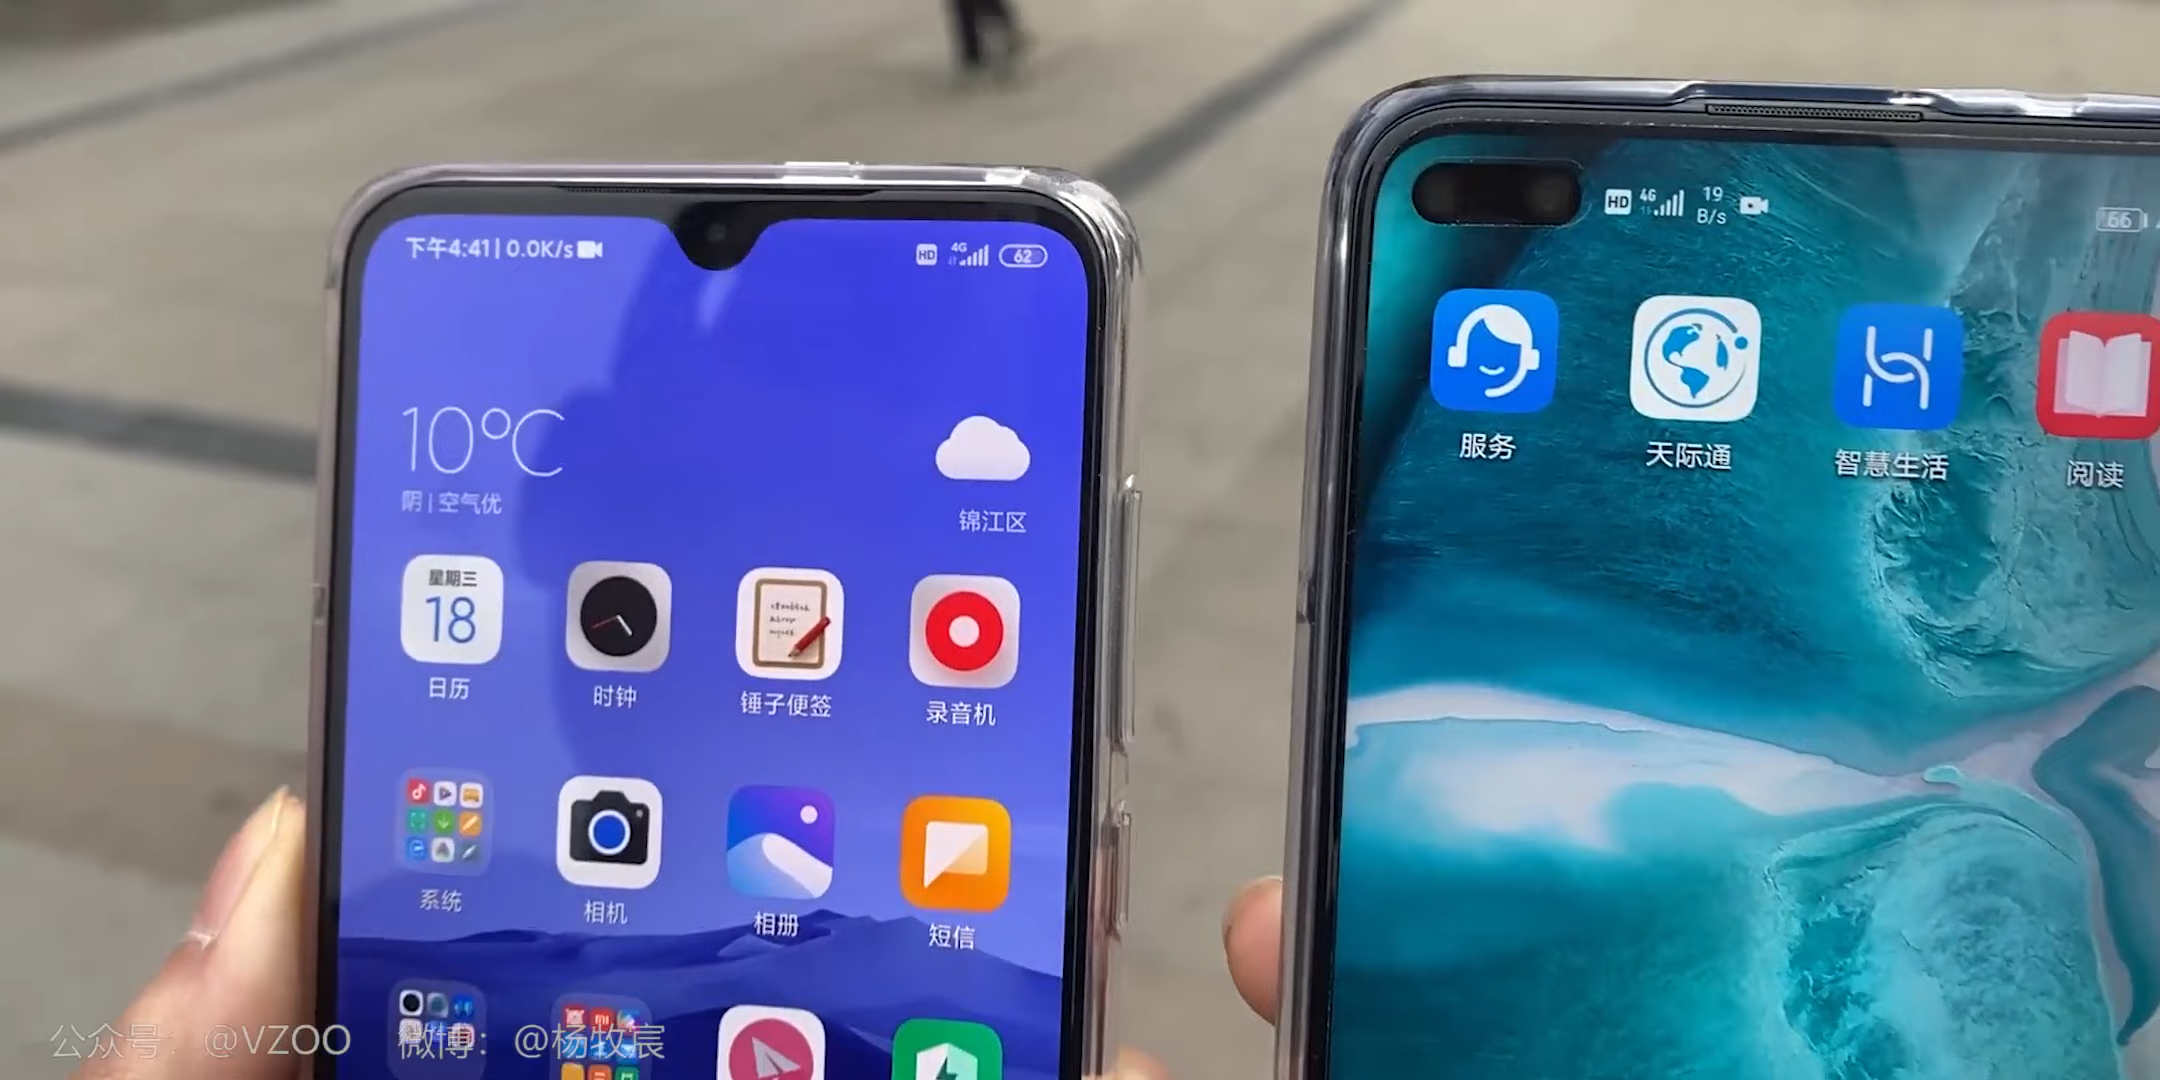 下午4:41 | 0.0K/s
HD 4G 62
10°C
阴 | 空气优
锦江区
星期三
18
日历
时钟
锤子便签
录音机
系统
相机
相册
短信
HD 4G 19 B/s
66
服务
天际通
智慧生活
阅读
公众号：@VZOO 微博：@杨牧宸